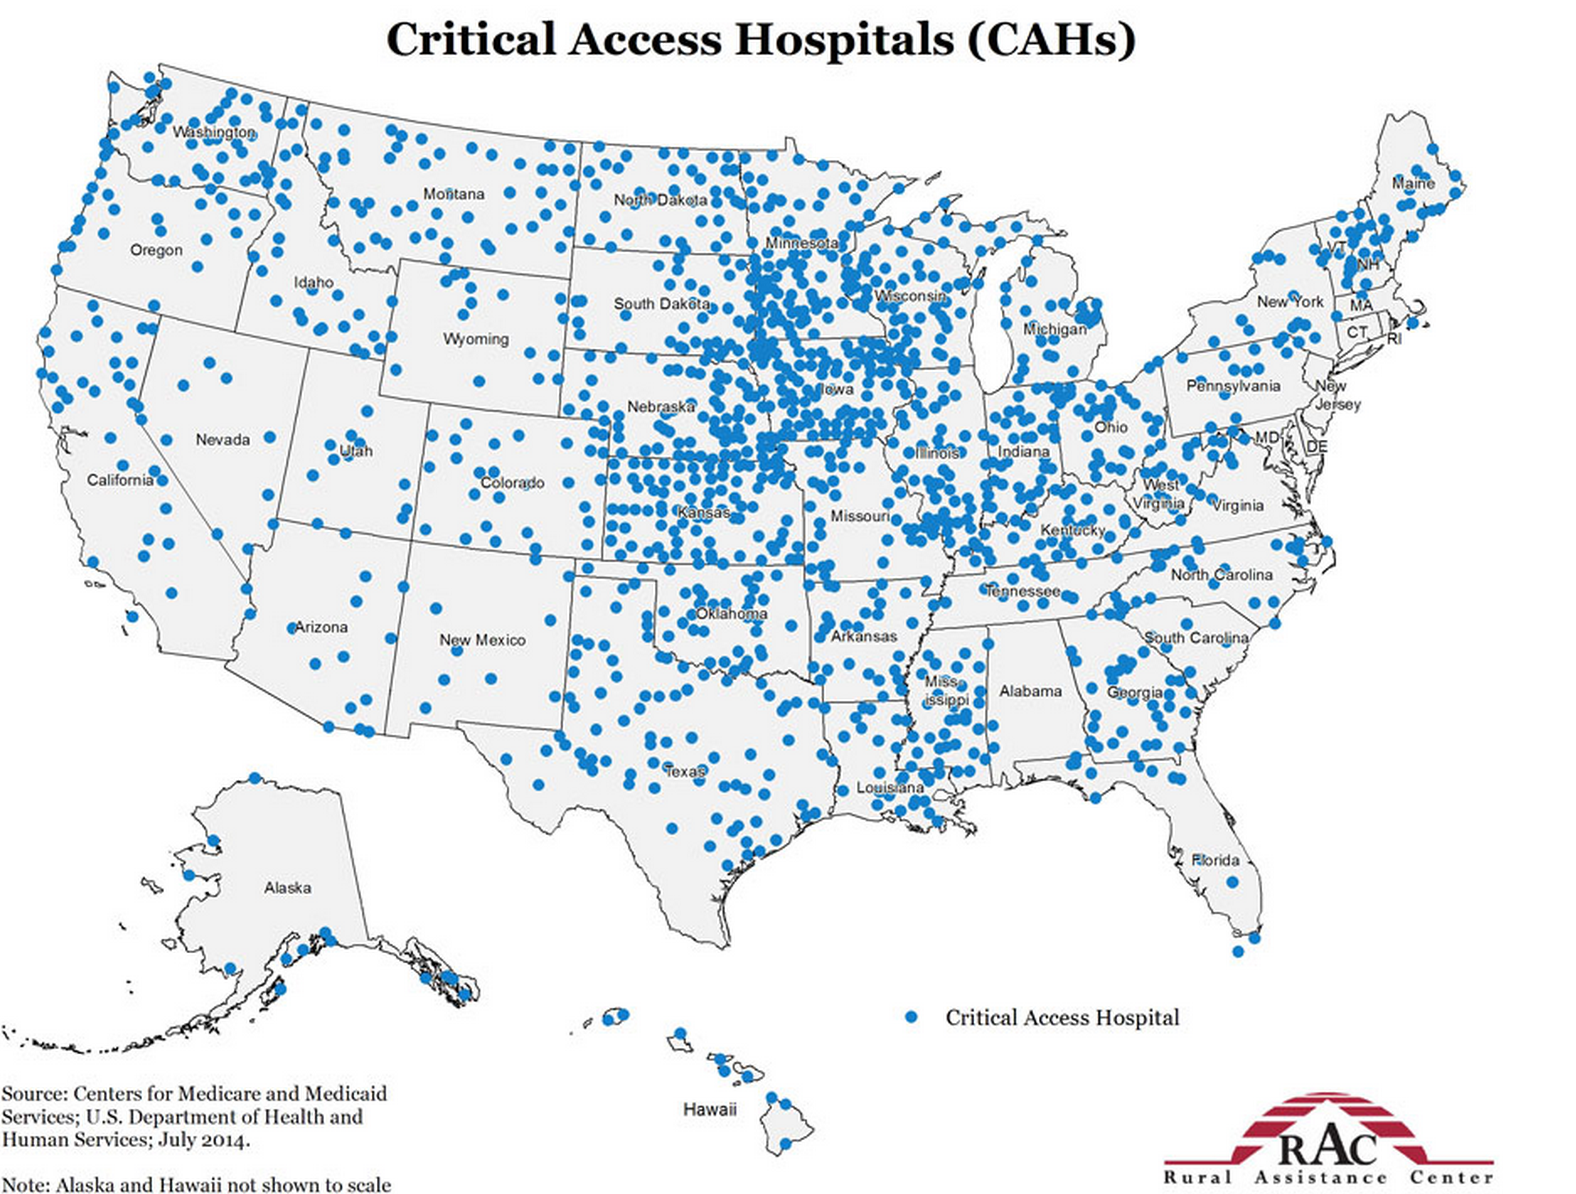 Critical Access Hospitals (CAHs)
Washington
Maine
Montana
North Dakota
Minnesota
VT
Oregon
NH
Idaho
Wisconsin
South Dakota
New York
MA
Michigan
CT
RI
Wyoming
Iowa
Pennsylvania
New
Jersey
Nebraska
Ohio
Nevada
MD
DE
Utah
Illinois
Indiana
California
Colorado
West
Virginia
Virginia
Kansas
Missouri
Kentucky
North Carolina
Tennessee
Oklahoma
Arizona
New Mexico
Arkansas
South Carolina
Miss-
issippi
Alabama
Georgia
Texas
Louisiana
Florida
Alaska
Critical Access Hospital
Hawaii
Source: Centers for Medicare and Medicaid
Services; U.S. Department of Health and
Human Services; July 2014.
Note: Alaska and Hawaii not shown to scale
RAC
Rural Assistance Center